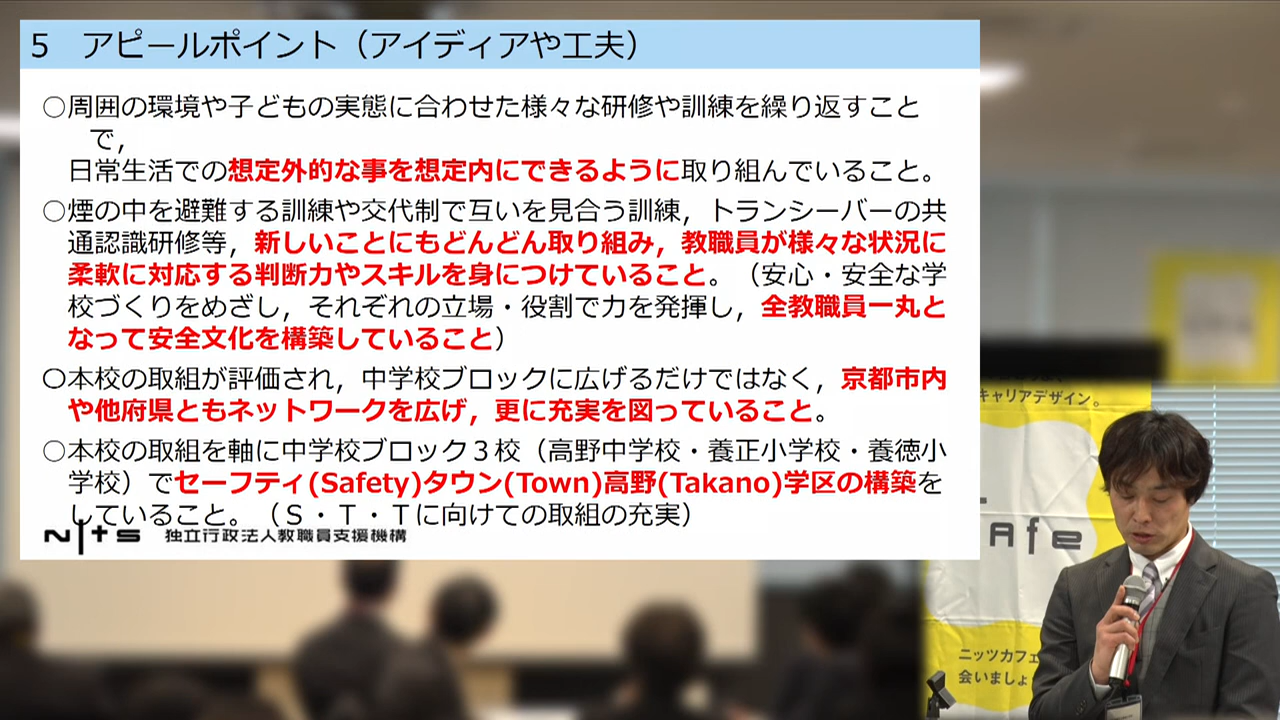 5　アピールポイント（アイディアや工夫）
○周囲の環境や子どもの実態に合わせた様々な研修や訓練を繰り返すこと
で，
日常生活での想定外的な事を想定内にできるように取り組んでいること。
○煙の中を避難する訓練や交代制で互いを見合う訓練，トランシーバーの共
通認識研修等，新しいことにもどんどん取り組み，教職員が様々な状況に
柔軟に対応する判断力やスキルを身につけていること。（安心・安全な学
校づくりをめざし，それぞれの立場・役割で力を発揮し，全教職員一丸と
なって安全文化を構築していること）
○本校の取組が評価され，中学校ブロックに広げるだけではなく，京都市内
や他府県ともネットワークを広げ，更に充実を図っていること。
○本校の取組を軸に中学校ブロック３校（高野中学校・養正小学校・養徳小
学校）でセーフティ(Safety)タウン(Town)高野(Takano)学区の構築を
していること。（Ｓ・Ｔ・Ｔに向けての取組の充実）
NITS 独立行政法人教職員支援機構
キャリアデザイン。
afe
ニッツカフェ
会いましょ